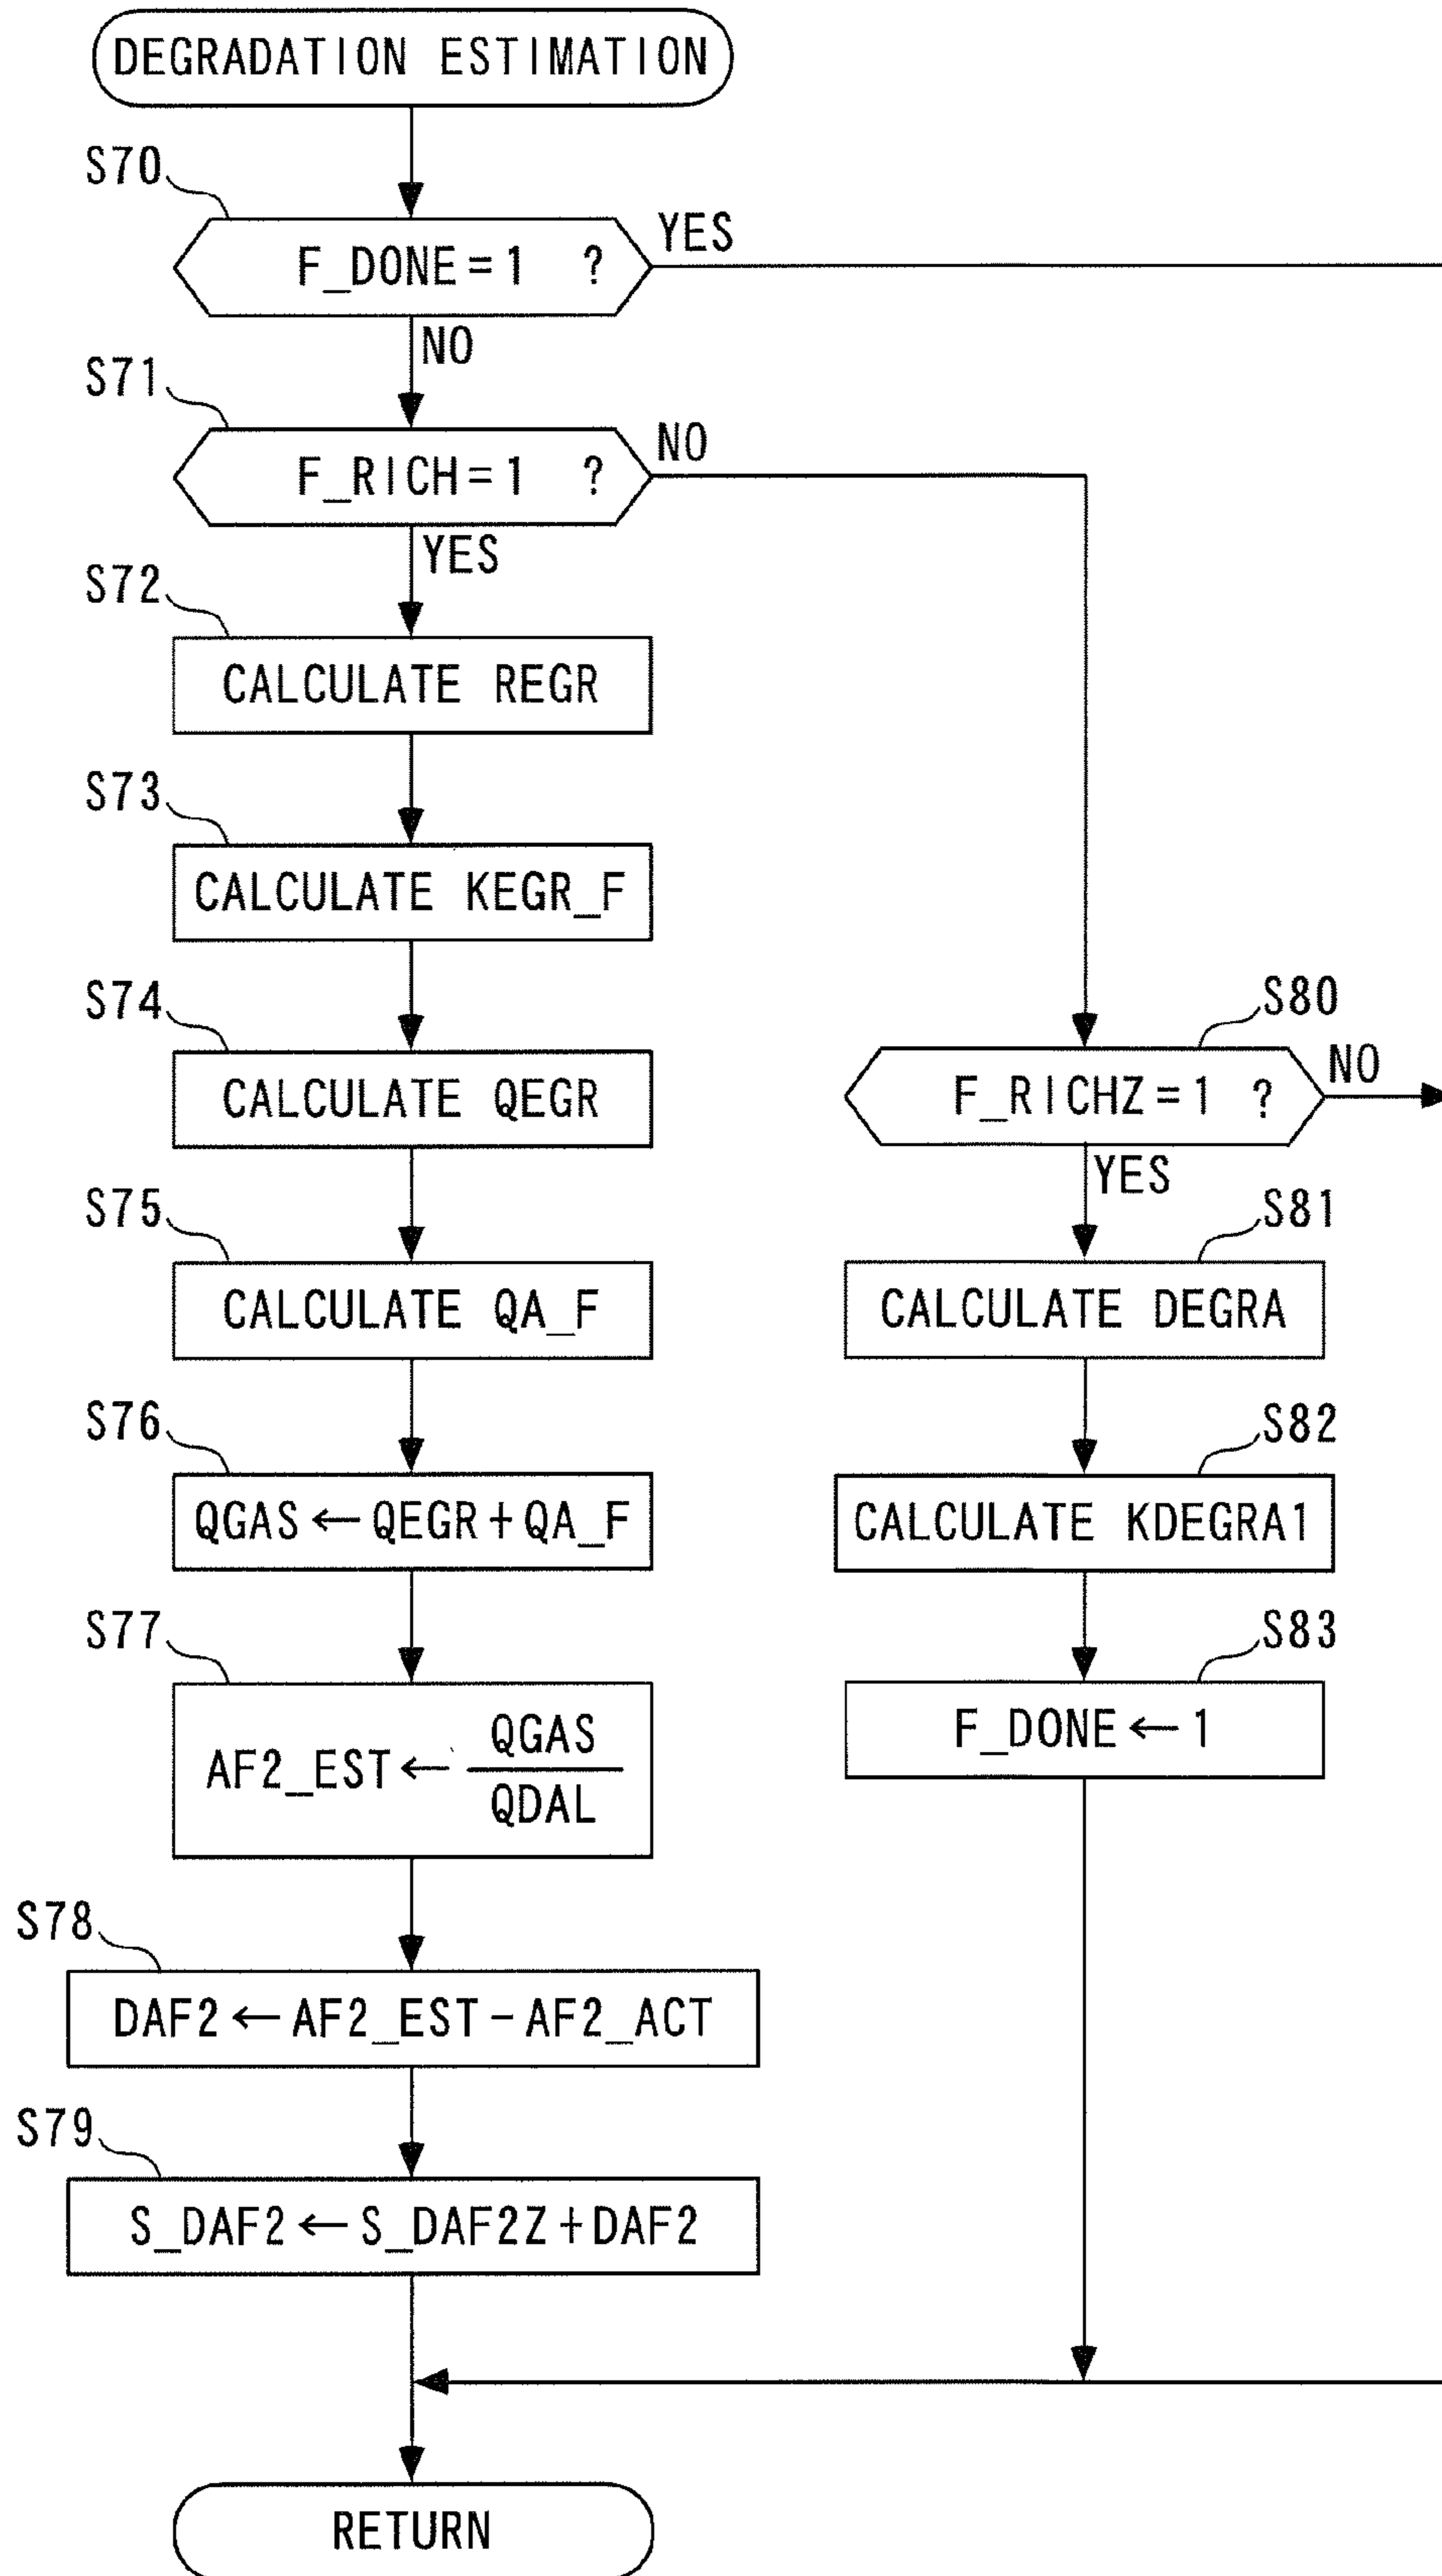 DEGRADATION ESTIMATION
S70
F_DONE=1 ?
YES
NO
S71
F_RICH=1 ?
NO
YES
S72
CALCULATE REGR
S73
CALCULATE KEGR_F
S74
CALCULATE QEGR
S75
CALCULATE QA_F
S76
QGAS←QEGR+QA_F
S77
AF2_EST← QGAS
QDAL
S78
DAF2←AF2_EST-AF2_ACT
S79
S_DAF2←S_DAF2Z+DAF2
S80
F_RICHZ=1 ?
NO
YES
S81
CALCULATE DEGRA
S82
CALCULATE KDEGRA1
S83
F_DONE←1
RETURN